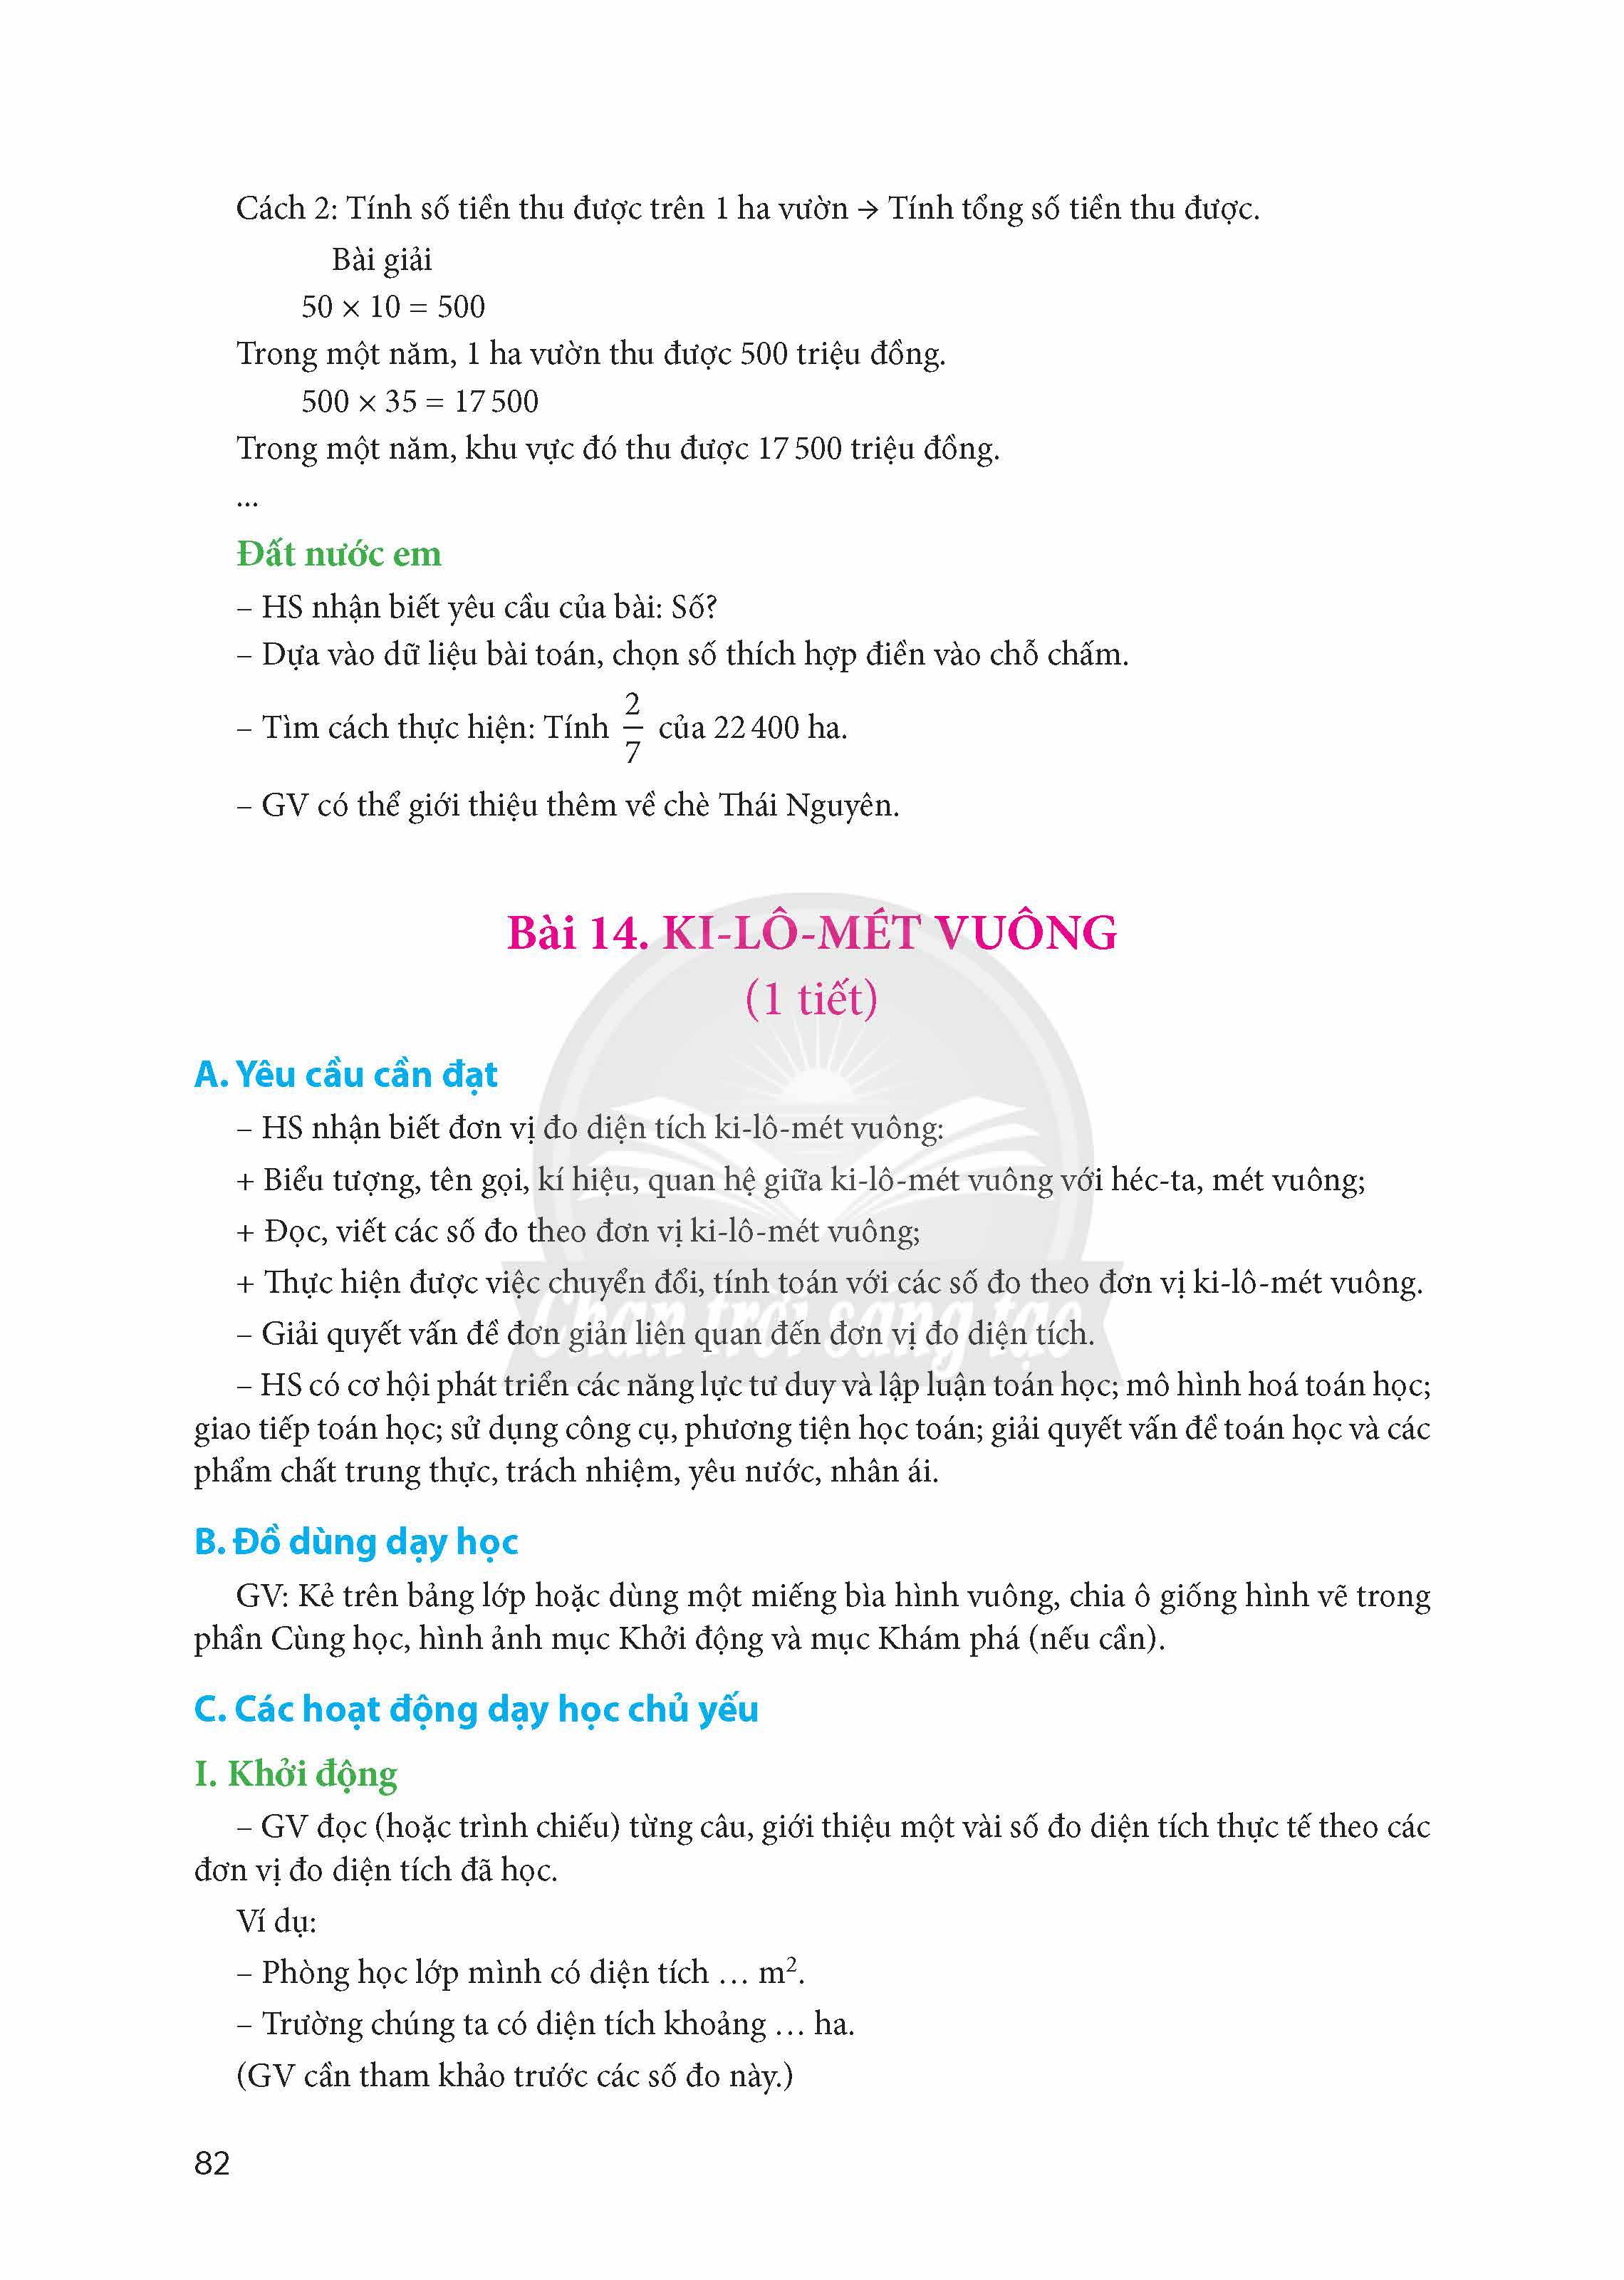 Cách 2: Tính số tiền thu được trên 1 ha vườn → Tính tổng số tiền thu được.
Bài giải
50 × 10 = 500
Trong một năm, 1 ha vườn thu được 500 triệu đồng.
500 × 35 = 17 500
Trong một năm, khu vực đó thu được 17 500 triệu đồng.
...
Đất nước em
– HS nhận biết yêu cầu của bài: Số?
– Dựa vào dữ liệu bài toán, chọn số thích hợp điền vào chỗ chấm.
– Tìm cách thực hiện: Tính 2/7 của 22 400 ha.
– GV có thể giới thiệu thêm về chè Thái Nguyên.
Bài 14. KI-LÔ-MÉT VUÔNG
(1 tiết)
A. Yêu cầu cần đạt
– HS nhận biết đơn vị đo diện tích ki-lô-mét vuông:
+ Biểu tượng, tên gọi, kí hiệu, quan hệ giữa ki-lô-mét vuông với héc-ta, mét vuông;
+ Đọc, viết các số đo theo đơn vị ki-lô-mét vuông;
+ Thực hiện được việc chuyển đổi, tính toán với các số đo theo đơn vị ki-lô-mét vuông.
Chân trời sáng tạo
– Giải quyết vấn đề đơn giản liên quan đến đơn vị đo diện tích.
– HS có cơ hội phát triển các năng lực tư duy và lập luận toán học; mô hình hoá toán học;
giao tiếp toán học; sử dụng công cụ, phương tiện học toán; giải quyết vấn đề toán học và các
phẩm chất trung thực, trách nhiệm, yêu nước, nhân ái.
B. Đồ dùng dạy học
GV: Kẻ trên bảng lớp hoặc dùng một miếng bìa hình vuông, chia ô giống hình vẽ trong
phần Cùng học, hình ảnh mục Khởi động và mục Khám phá (nếu cần).
C. Các hoạt động dạy học chủ yếu
I. Khởi động
– GV đọc (hoặc trình chiếu) từng câu, giới thiệu một vài số đo diện tích thực tế theo các
đơn vị đo diện tích đã học.
Ví dụ:
– Phòng học lớp mình có diện tích … m².
– Trường chúng ta có diện tích khoảng … ha.
(GV cần tham khảo trước các số đo này.)
82